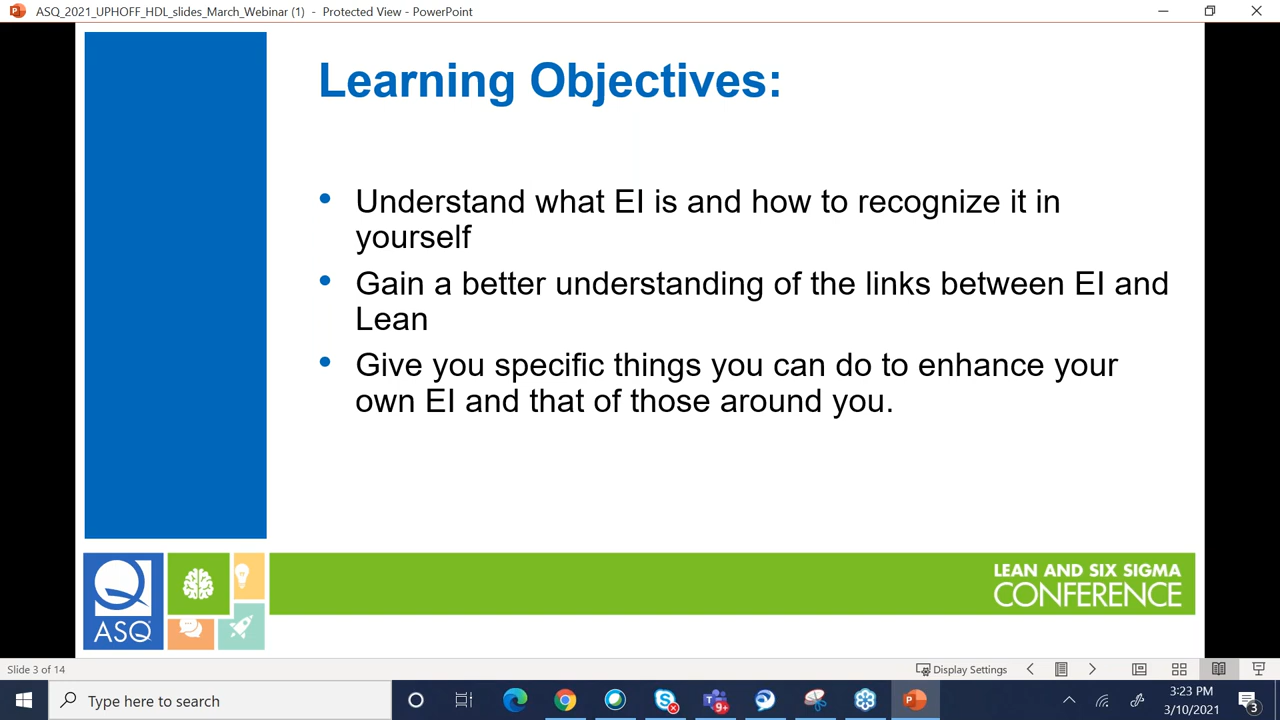 ASQ_2021_UPHOFF_HDL_slides_March_Webinar (1) - Protected View - PowerPoint
Learning Objectives:
• Understand what EI is and how to recognize it in
yourself
• Gain a better understanding of the links between EI and
Lean
• Give you specific things you can do to enhance your
own EI and that of those around you.
ASQ
LEAN AND SIX SIGMA
CONFERENCE
Slide 3 of 14
Display Settings
Type here to search
9+
3:23 PM
3/10/2021
3